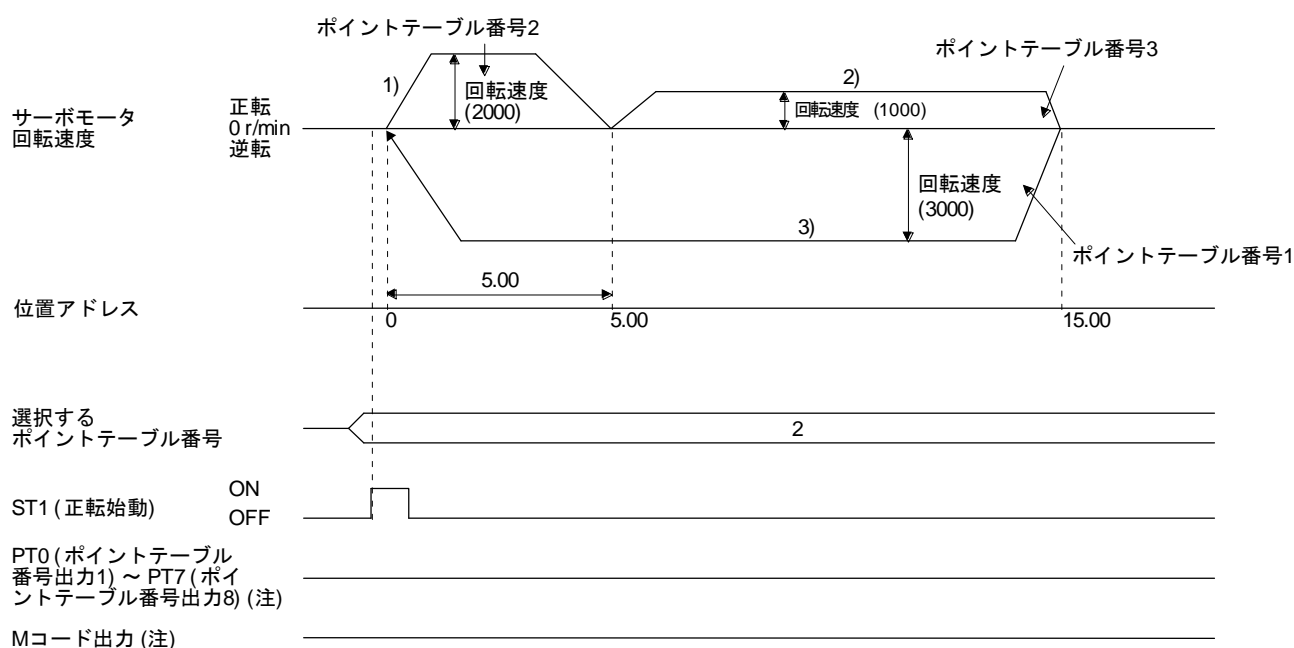 ポイントテーブル番号2
ポイントテーブル番号3
1)
回転速度
(2000)
2)
回転速度 (1000)
サーボモータ
回転速度
正転
0 r/min
逆転
回転速度
(3000)
3)
ポイントテーブル番号1
5.00
位置アドレス
0
5.00
15.00
選択する
ポイントテーブル番号
2
ST1 (正転始動)
ON
OFF
PT0 (ポイントテーブル
番号出力1) ～ PT7 (ポイ
ントテーブル番号出力8) (注)
Mコード出力 (注)